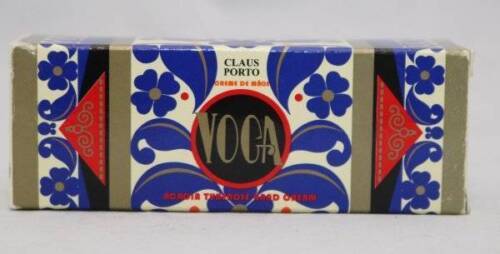 CLAUS
PORTO
CREME DE MÃOS
VOGA
ACACIA TUBEROSE HAND CREAM